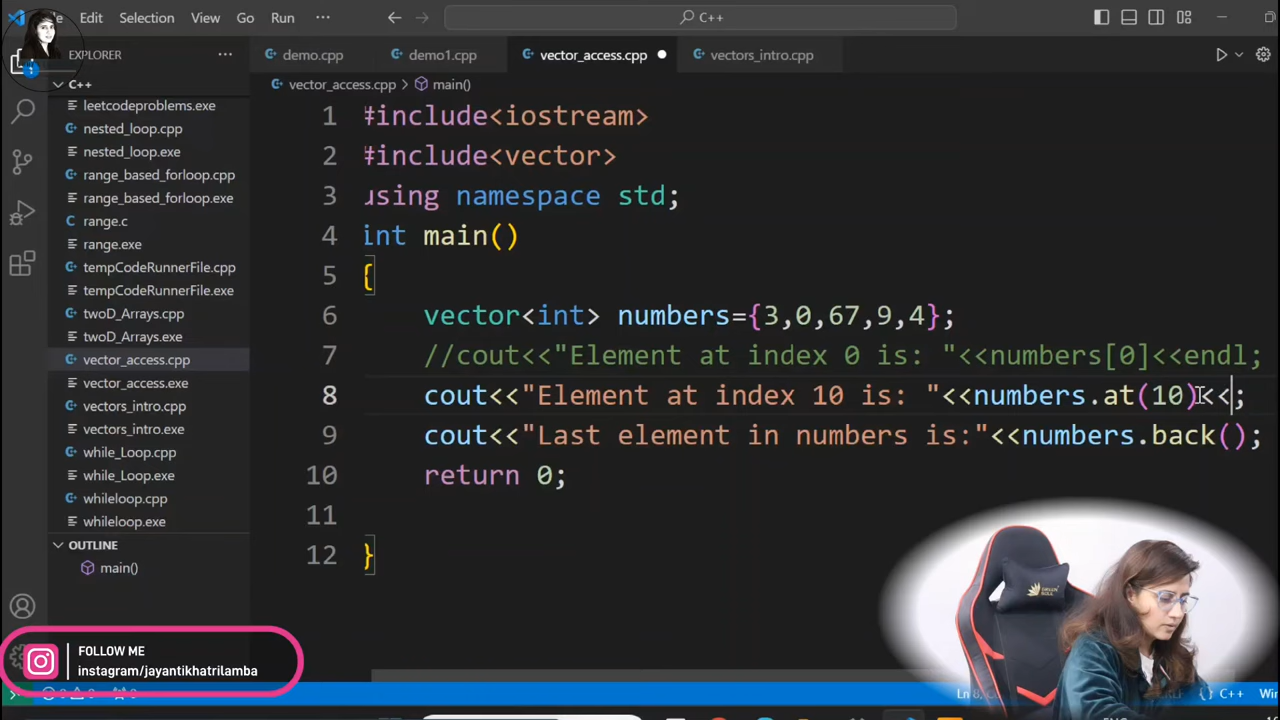 Edit Selection View Go Run ··· C++
EXPLORER ··· demo.cpp demo1.cpp vector_access.cpp vectors_intro.cpp
C++
vector_access.cpp > main()
leetcodeproblems.exe
nested_loop.cpp
nested_loop.exe
range_based_forloop.cpp
range_based_forloop.exe
range.c
range.exe
tempCodeRunnerFile.cpp
tempCodeRunnerFile.exe
twoD_Arrays.cpp
twoD_Arrays.exe
vector_access.cpp
vector_access.exe
vectors_intro.cpp
vectors_intro.exe
while_Loop.cpp
while_Loop.exe
whileloop.cpp
whileloop.exe
OUTLINE
main()
1 #include<iostream>
2 #include<vector>
3 using namespace std;
4 int main()
5 {
6 vector<int> numbers={3,0,67,9,4};
7 //cout<<"Element at index 0 is: "<<numbers[0]<<endl;
8 cout<<"Element at index 10 is: "<<numbers.at(10)<<;
9 cout<<"Last element in numbers is:"<<numbers.back();
10 return 0;
11
12 }
FOLLOW ME
instagram/jayantikhatrilamba
C++